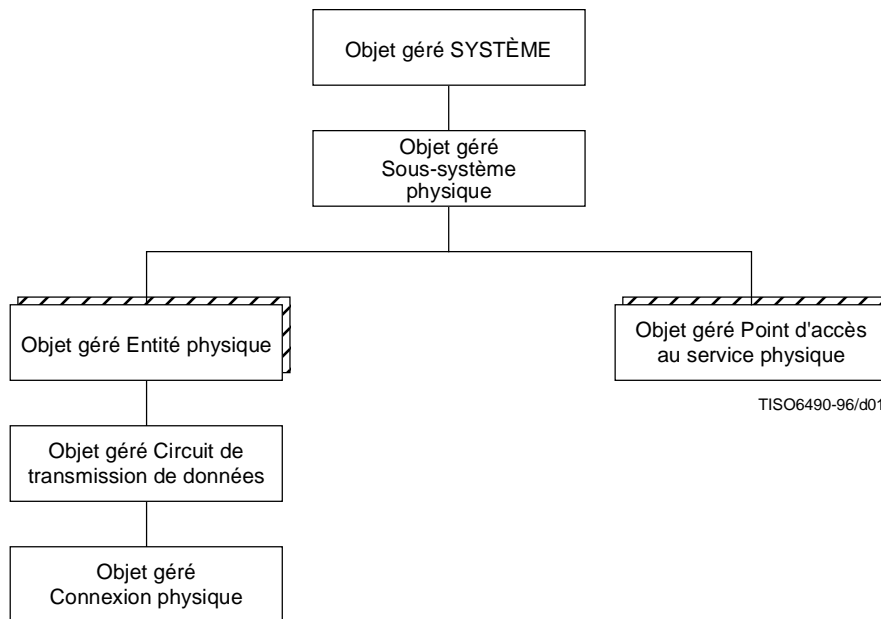 Objet géré SYSTÈME
Objet géré
Sous-système
physique
Objet géré Entité physique
Objet géré Point d'accès
au service physique
TISO6490-96/d01
Objet géré Circuit de
transmission de données
Objet géré
Connexion physique